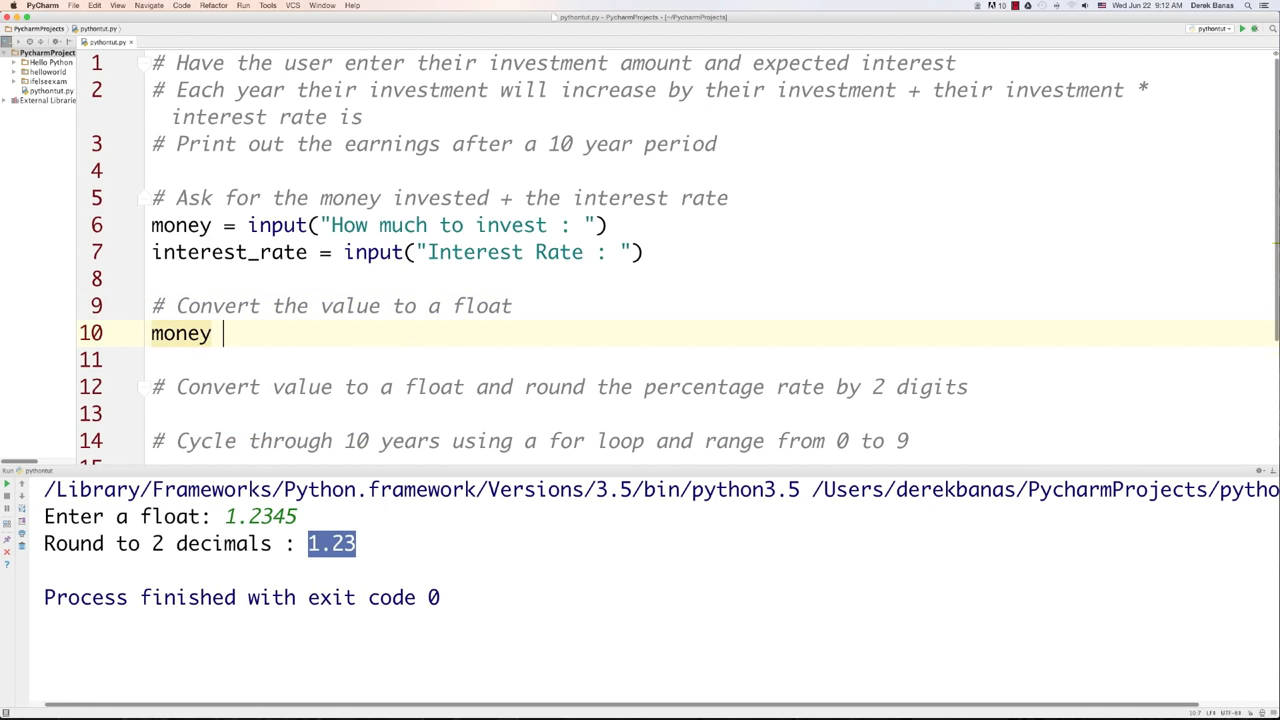 PyCharm File Edit View Navigate Code Refactor Run Tools VCS Window Help 10 Wed Jun 22 9:12 AM Derek Banas
pythontut.py - PyCharmProjects - [~/PycharmProjects]
PycharmProjects pythontut.py pythontut
pythontut.py
PycharmProject
Hello Python
helloworld
ifelseexam
pythontut.py
External Librarie
1 # Have the user enter their investment amount and expected interest
2 # Each year their investment will increase by their investment + their investment *
interest rate is
3 # Print out the earnings after a 10 year period
4
5 # Ask for the money invested + the interest rate
6 money = input("How much to invest : ")
7 interest_rate = input("Interest Rate : ")
8
9 # Convert the value to a float
10 money
11
12 # Convert value to a float and round the percentage rate by 2 digits
13
14 # Cycle through 10 years using a for loop and range from 0 to 9
15
Run pythontut
/Library/Frameworks/Python.framework/Versions/3.5/bin/python3.5 /Users/derekbanas/PycharmProjects/pytho
Enter a float: 1.2345
Round to 2 decimals : 1.23
Process finished with exit code 0
10:7 LF÷ UTF-8÷